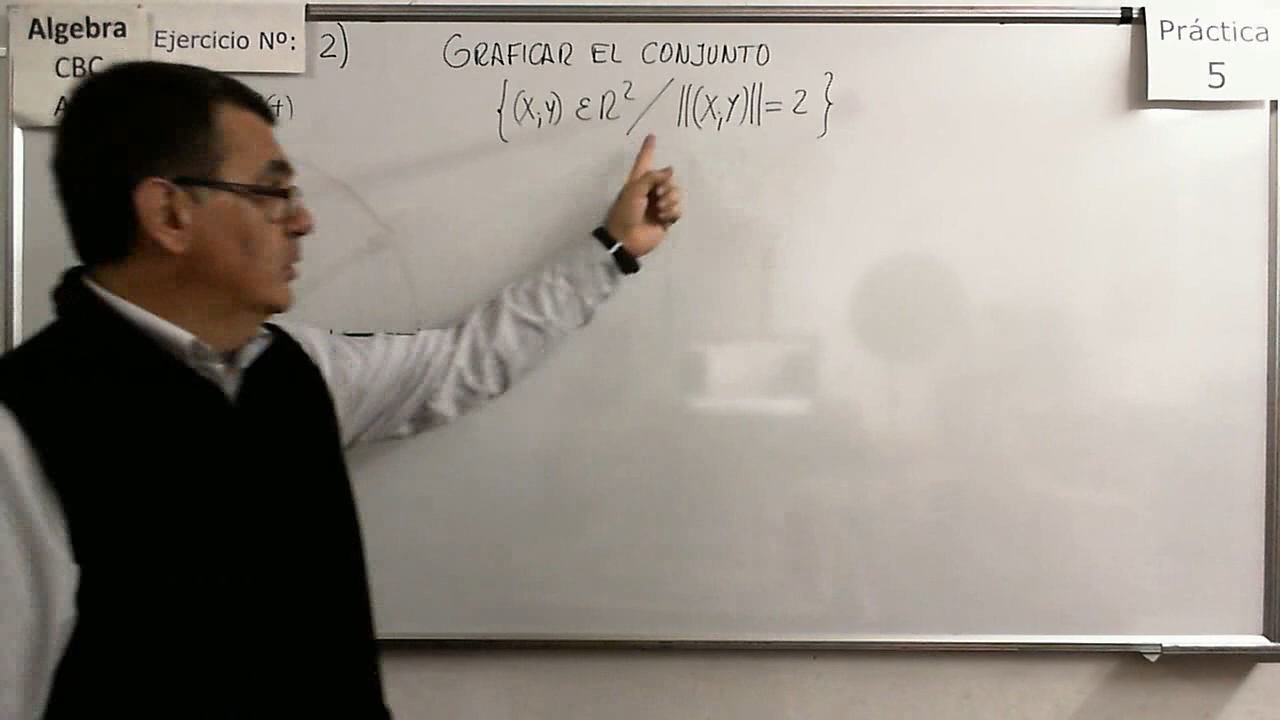 Algebra
CBC
A
(t)
Ejercicio Nº:
2)
GRAFICAR EL CONJUNTO
{(X,Y) ε R² / ||(X,Y)||= 2 }
Práctica
5